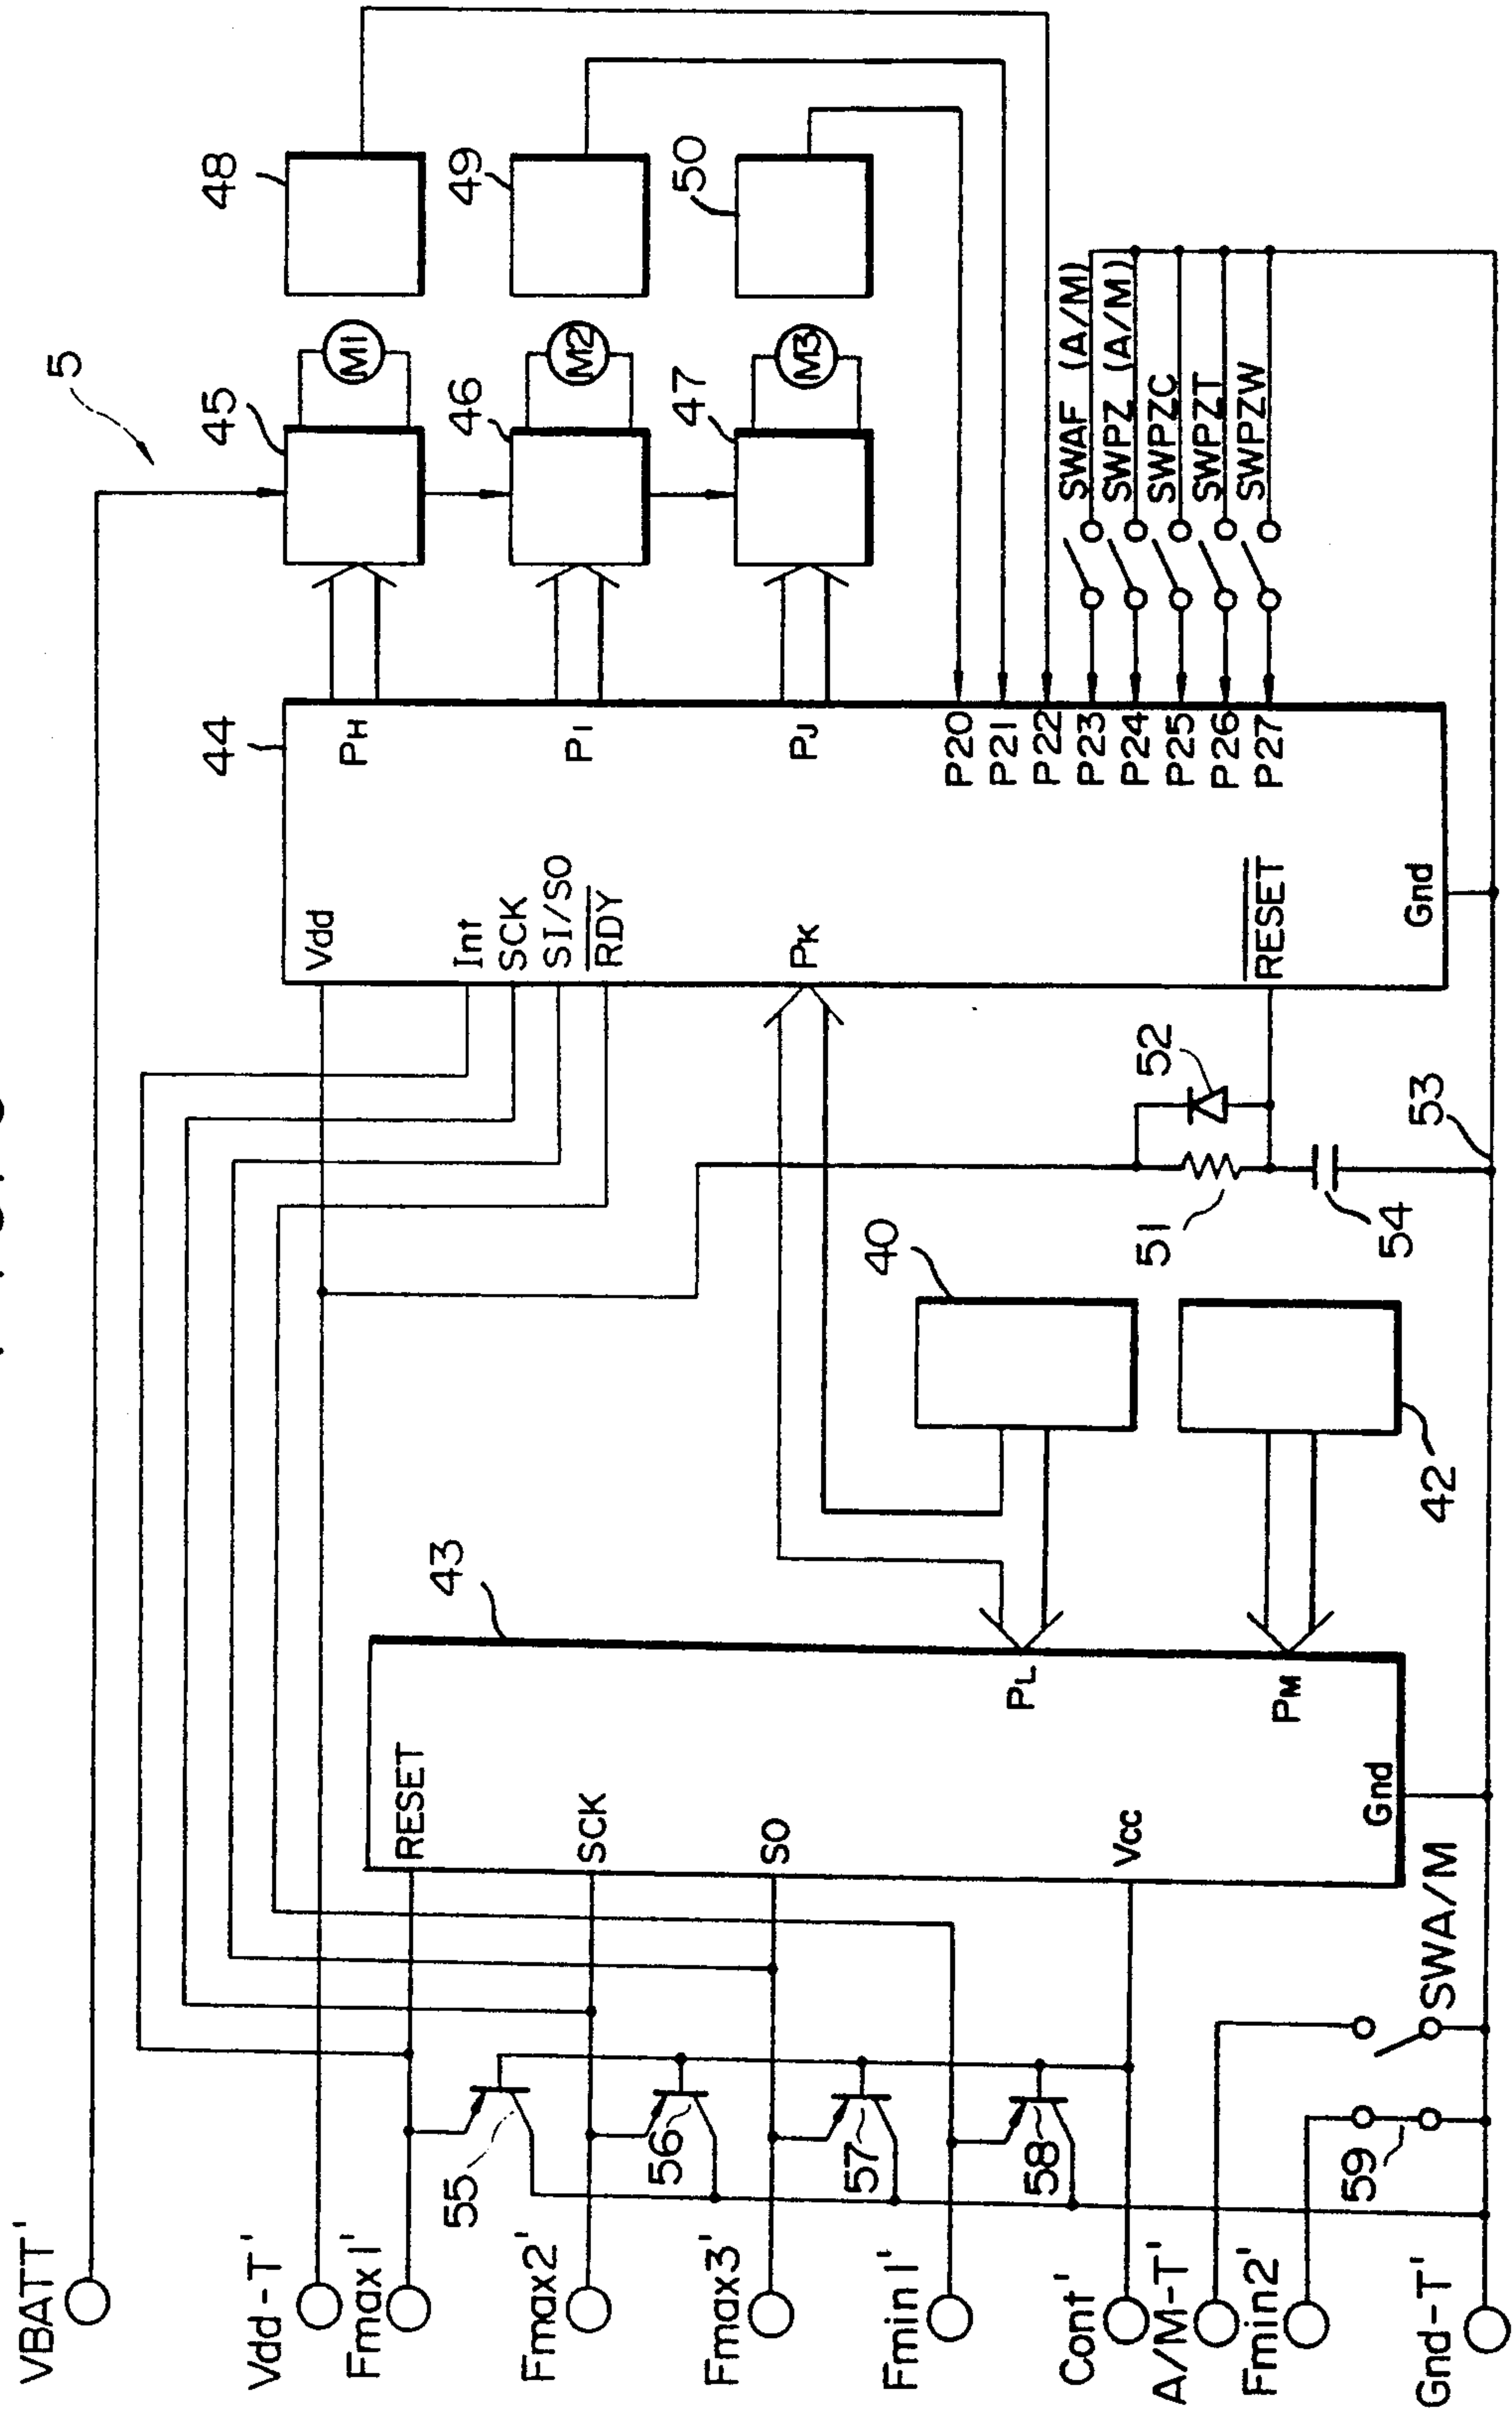 5
VBATT'
Vdd-T'
Fmax1'
Fmax2'
Fmax3'
Fmin1'
Cont'
A/M-T'
Fmin2'
Gnd-T'
55
56
57
58
59
SWA/M
43
RESET
SCK
SO
Vcc
Gnd
PL
PM
40
42
51
52
53
54
44
Vdd
Int
SCK
SI/SO
RDY
PK
RESET
Gnd
PH
PI
PJ
P20
P21
P22
P23
P24
P25
P26
P27
45
46
47
M1
M2
M3
48
49
50
SWAF (A/M)
SWPZ (A/M)
SWPZC
SWPZT
SWPZW